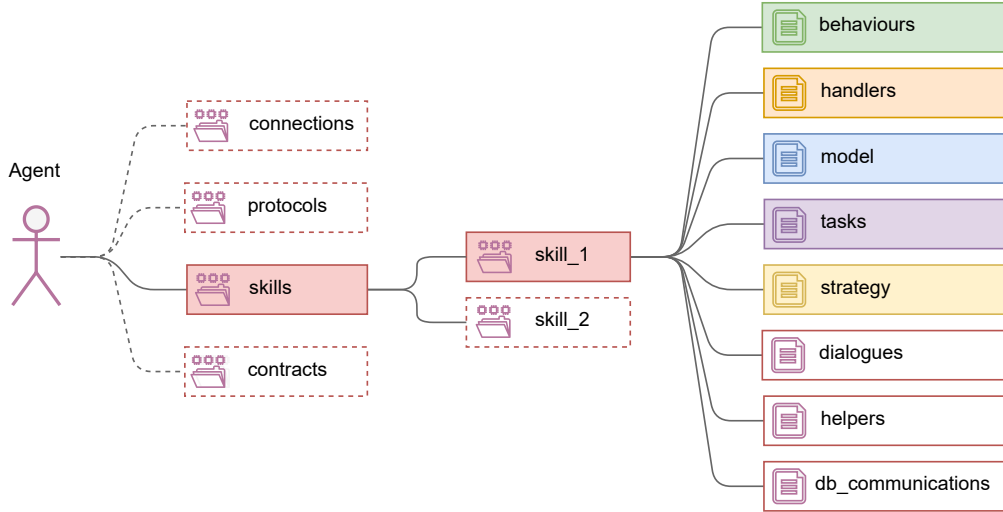 Agent
connections
protocols
skills
contracts
skill_1
skill_2
behaviours
handlers
model
tasks
strategy
dialogues
helpers
db_communications